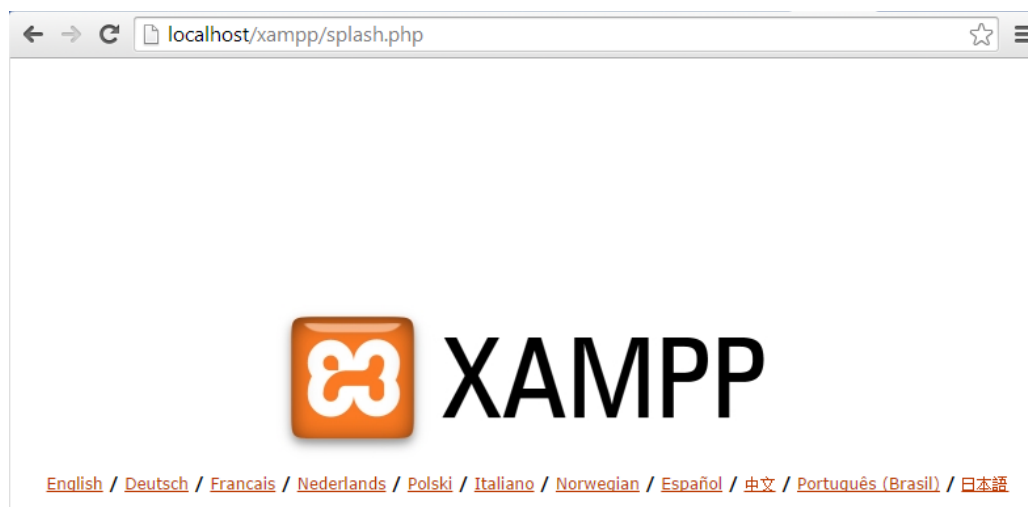 localhost/xampp/splash.php
XAMPP
English / Deutsch / Francais / Nederlands / Polski / Italiano / Norwegian / Español / 中文 / Português (Brasil) / 日本語